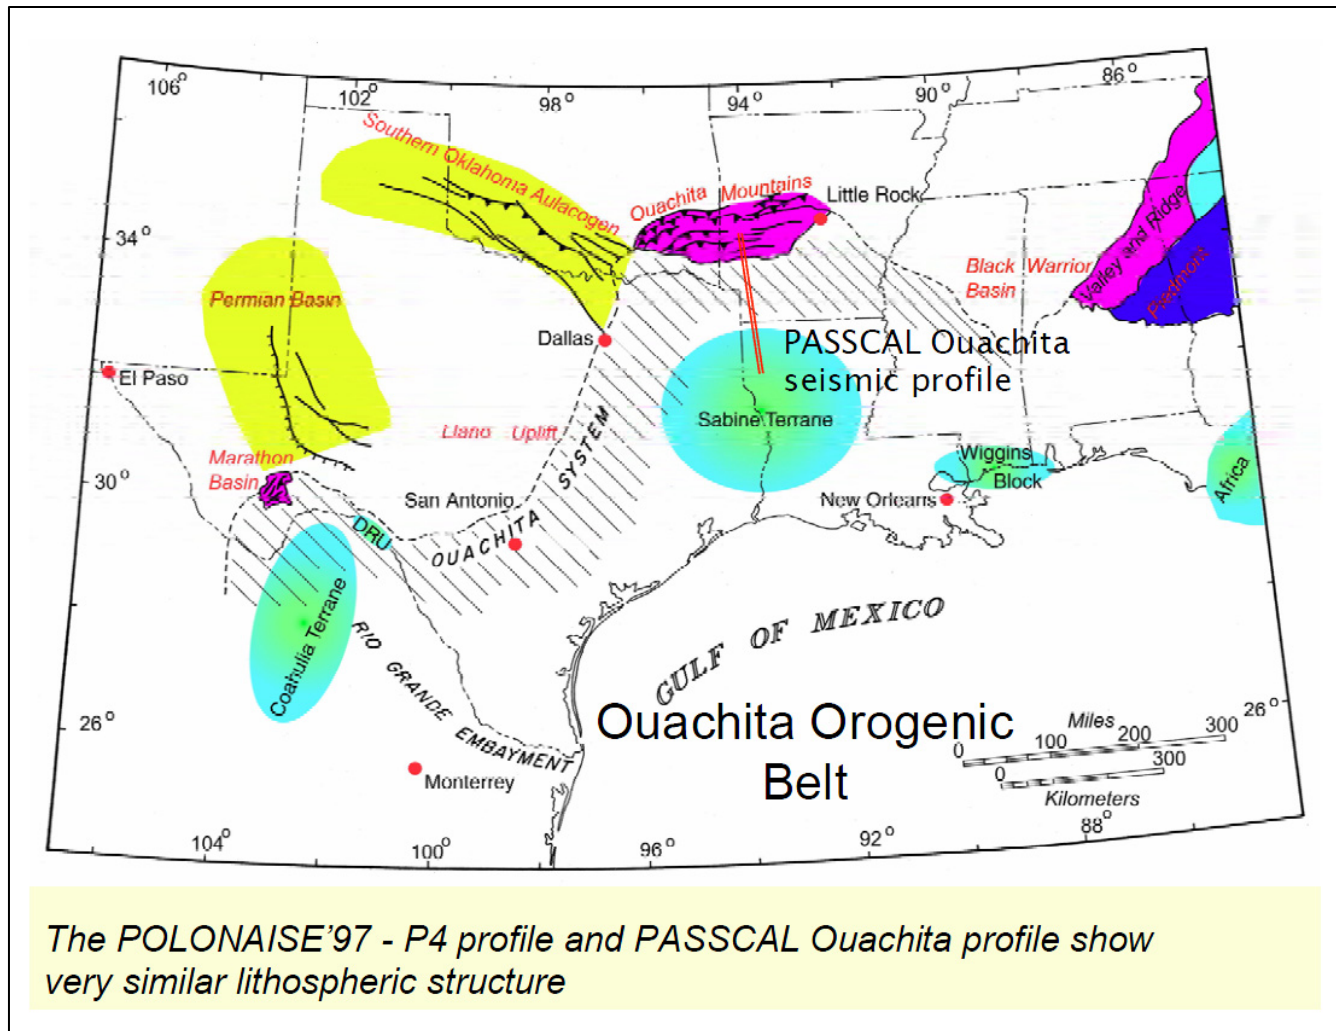 106°
102°
98°
94°
90°
86°
Southern Oklahoma Aulacogen
Ouachita Mountains
Little Rock
34°
Valley and Ridge
Piedmont
Black Warrior
Basin
Permian Basin
Dallas
PASSCAL Ouachita
seismic profile
El Paso
Sabine Terrane
Llano Uplift
Marathon
Basin
30°
Wiggins
Block
San Antonio
New Orleans
Africa
DRU
OUACHITA SYSTEM
Coahulia Terrane
RIO GRANDE EMBAYMENT
GULF OF MEXICO
26°
26°
Ouachita Orogenic
Belt
Miles
0 100 200 300
0 300
Kilometers
Monterrey
104°
100°
96°
92°
88°
The POLONAISE'97 - P4 profile and PASSCAL Ouachita profile show
very similar lithospheric structure